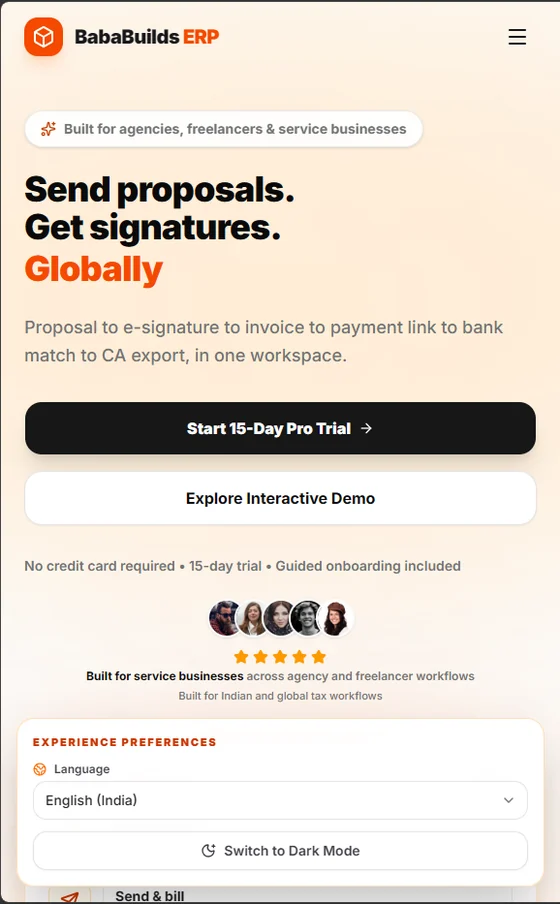 BabaBuilds ERP
Built for agencies, freelancers & service businesses
Send proposals.
Get signatures.
Globally
Proposal to e-signature to invoice to payment link to bank
match to CA export, in one workspace.
Start 15-Day Pro Trial →
Explore Interactive Demo
No credit card required • 15-day trial • Guided onboarding included
Built for service businesses across agency and freelancer workflows
Built for Indian and global tax workflows
EXPERIENCE PREFERENCES
Language
English (India)
Switch to Dark Mode
Send & bill